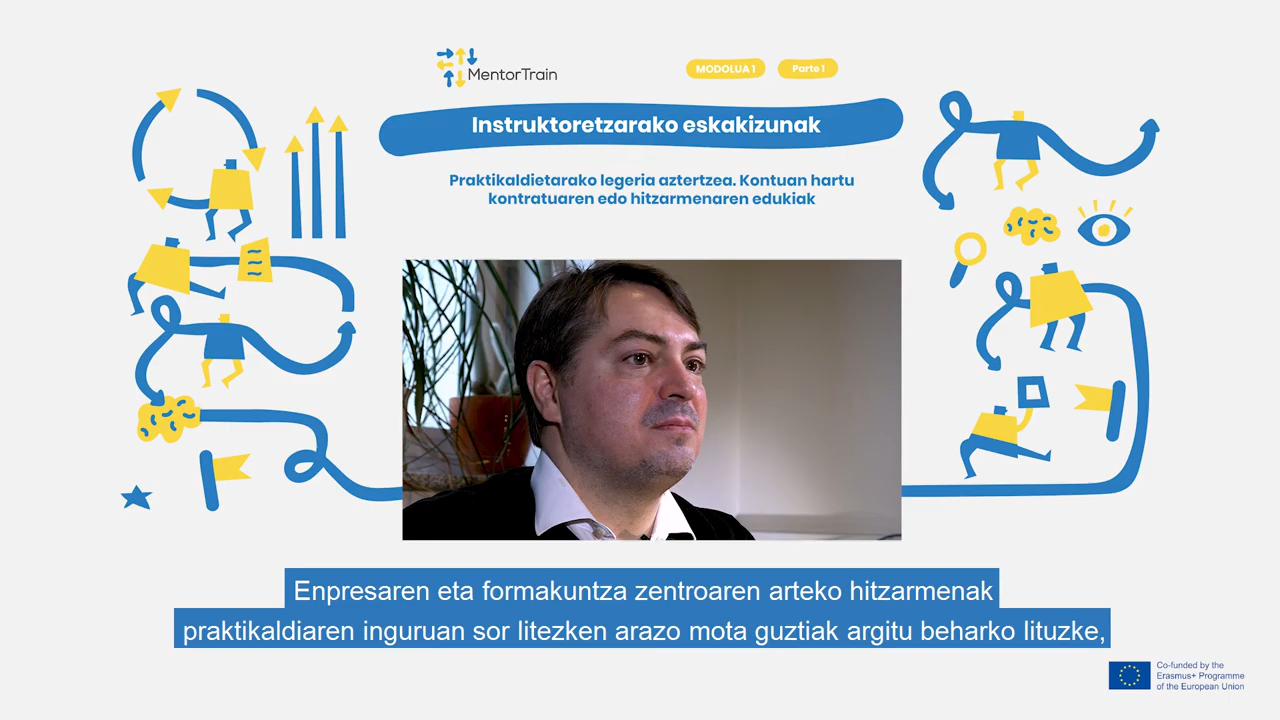 MentorTrain
MODOLUA 1
Parte 1
Instruktoretzarako eskakizunak
Praktikaldietarako legeria aztertzea. Kontuan hartu
kontratuaren edo hitzarmenaren edukiak
Enpresaren eta formakuntza zentroaren arteko hitzarmenak
praktikaldiaren inguruan sor litezken arazo mota guztiak argitu beharko lituzke,
Co-funded by the
Erasmus+ Programme
of the European Union